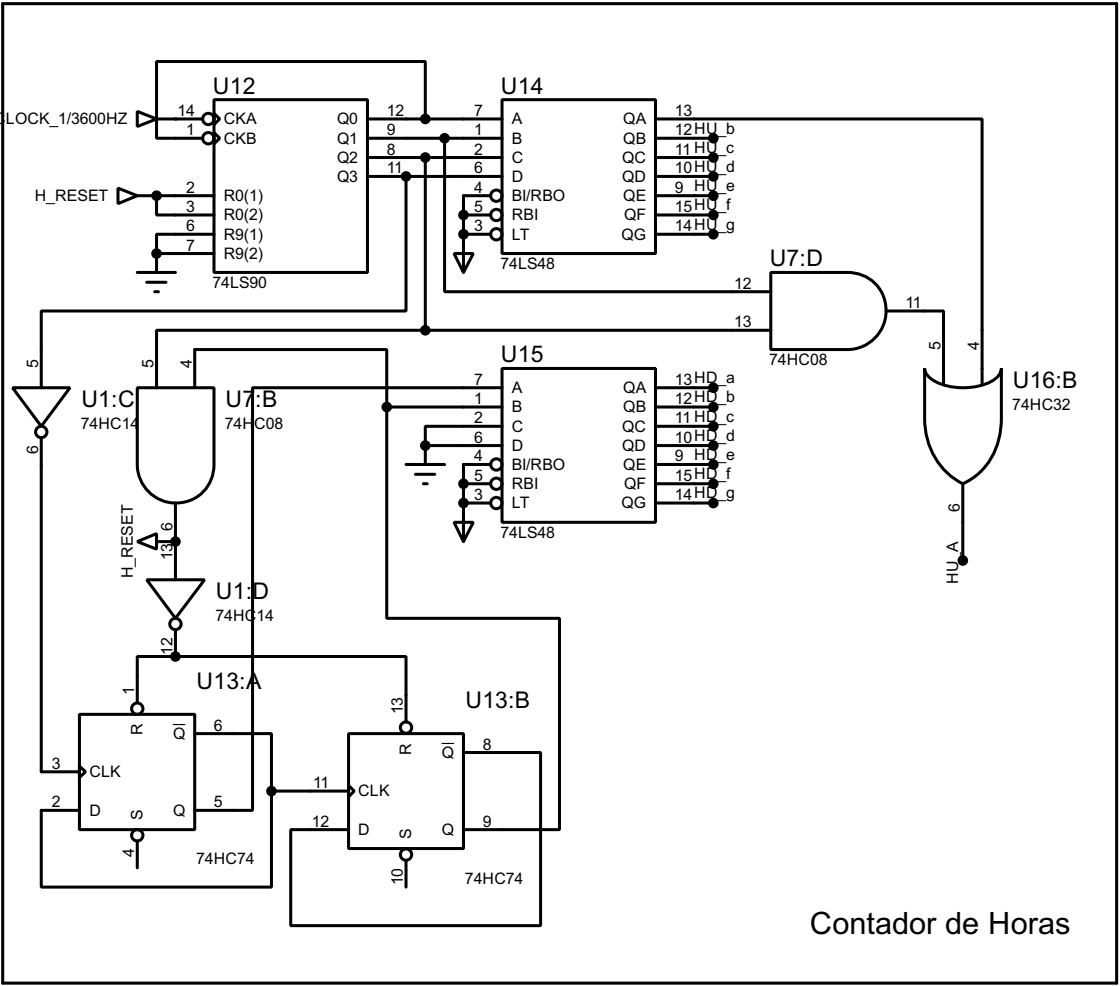 U12
CLOCK_1/3600HZ
14 CKA Q0 12
1 CKB Q1 9
Q2 8
Q3 11
H_RESET
2 R0(1)
3 R0(2)
6 R9(1)
7 R9(2)
74LS90
U14
7 A QA 13
1 B QB 12 HU_b
2 C QC 11 HU_c
6 D QD 10 HU_d
4 BI/RBO QE 9 HU_e
5 RBI QF 15 HU_f
3 LT QG 14 HU_g
74LS48
U7:D
12
13
11
74HC08
5
4
U16:B
74HC32
6
HU_A
5
U1:C
74HC14
6
5
4
U7:B
74HC08
6
H_RESET
13
U1:D
74HC14
12
U15
7 A QA 13 HD_a
1 B QB 12 HD_b
2 C QC 11 HD_c
6 D QD 10 HD_d
4 BI/RBO QE 9 HD_e
5 RBI QF 15 HD_f
3 LT QG 14 HD_g
74LS48
U13:A
1
R Q 6
3 CLK
2 D S Q 5
4
74HC74
U13:B
13
R Q 8
11 CLK
12 D S Q 9
10
74HC74
Contador de Horas